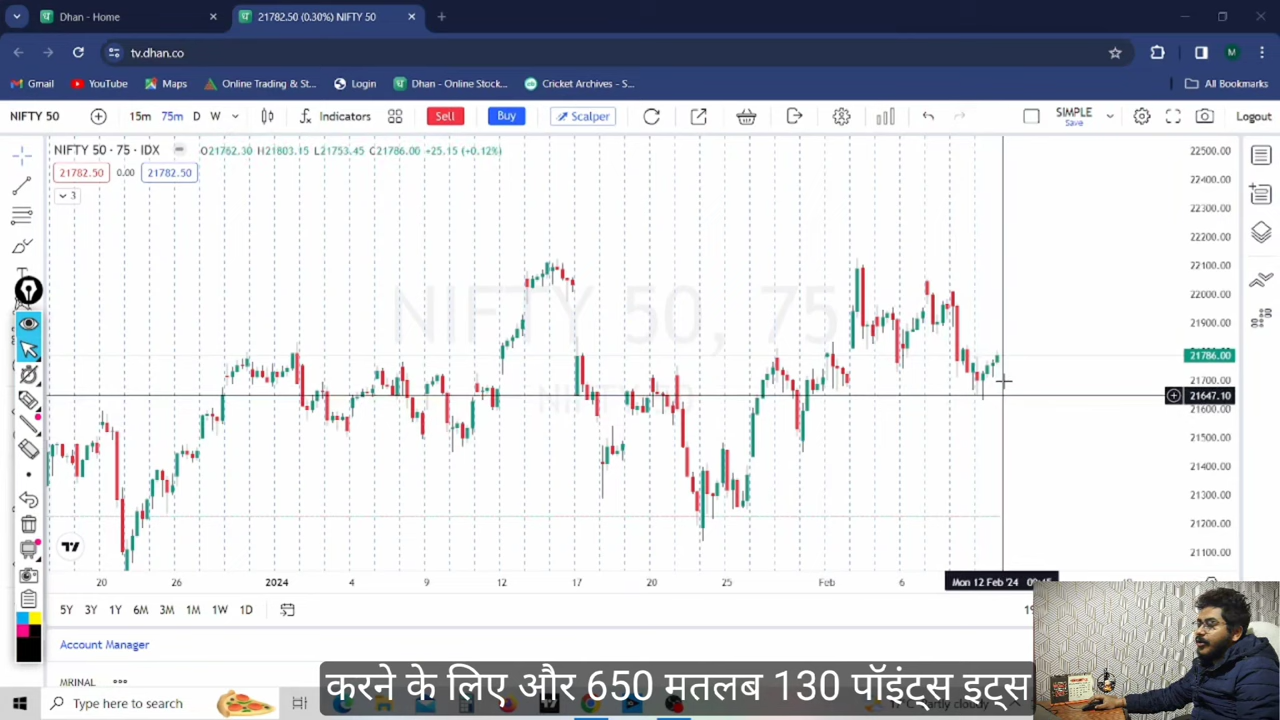 Dhan - Home
21782.50 (0.30%) NIFTY 50
tv.dhan.co
M
Gmail YouTube Maps Online Trading & St... Login Dhan - Online Stock... Cricket Archives - S... All Bookmarks
NIFTY 50 15m 75m D W Indicators Sell Buy Scalper SIMPLE Save Logout
NIFTY 50 · 75 · IDX O21762.30 H21803.15 L21753.45 C21786.00 +25.15 (+0.12%)
21782.50 0.00 21782.50
3
NIFTY 50, 75
NIFTY 50
22500.00
22400.00
22300.00
22200.00
22100.00
22000.00
21900.00
21786.00
21700.00
21647.10
21600.00
21500.00
21400.00
21300.00
21200.00
21100.00
20 26 2024 4 9 12 17 20 25 Feb 6 Mon 12 Feb '24
5Y 3Y 1Y 6M 3M 1M 1W 1D
Account Manager
MRINAL
करने के लिए और 650 मतलब 130 पॉइंट्स इट्स
Type here to search